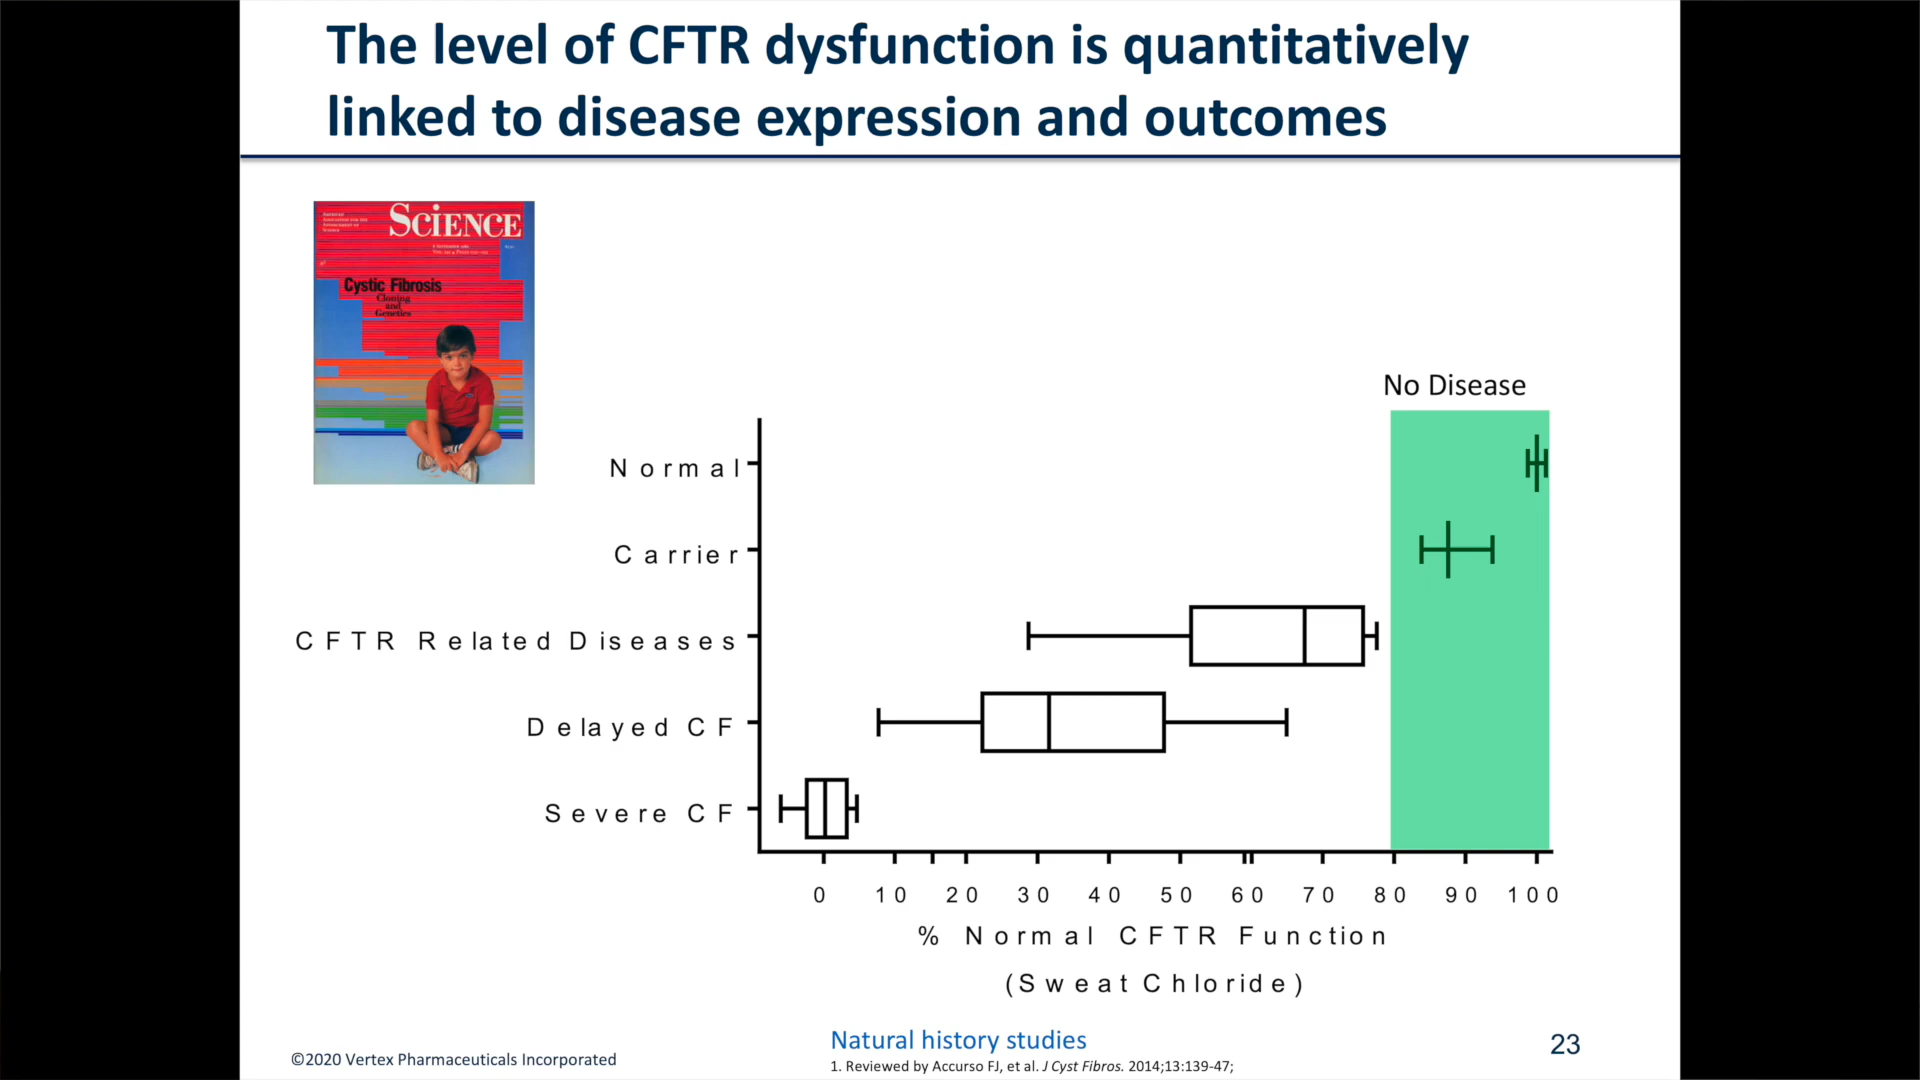 The level of CFTR dysfunction is quantitatively
linked to disease expression and outcomes
SCIENCE
Cystic Fibrosis
Cloning
and
Genetics
No Disease
Normal
Carrier
CFTR Related Diseases
Delayed CF
Severe CF
0 10 20 30 40 50 60 70 80 90 100
% Normal CFTR Function
(Sweat Chloride)
Natural history studies
1. Reviewed by Accurso FJ, et al. J Cyst Fibros. 2014;13:139-47;
©2020 Vertex Pharmaceuticals Incorporated
23